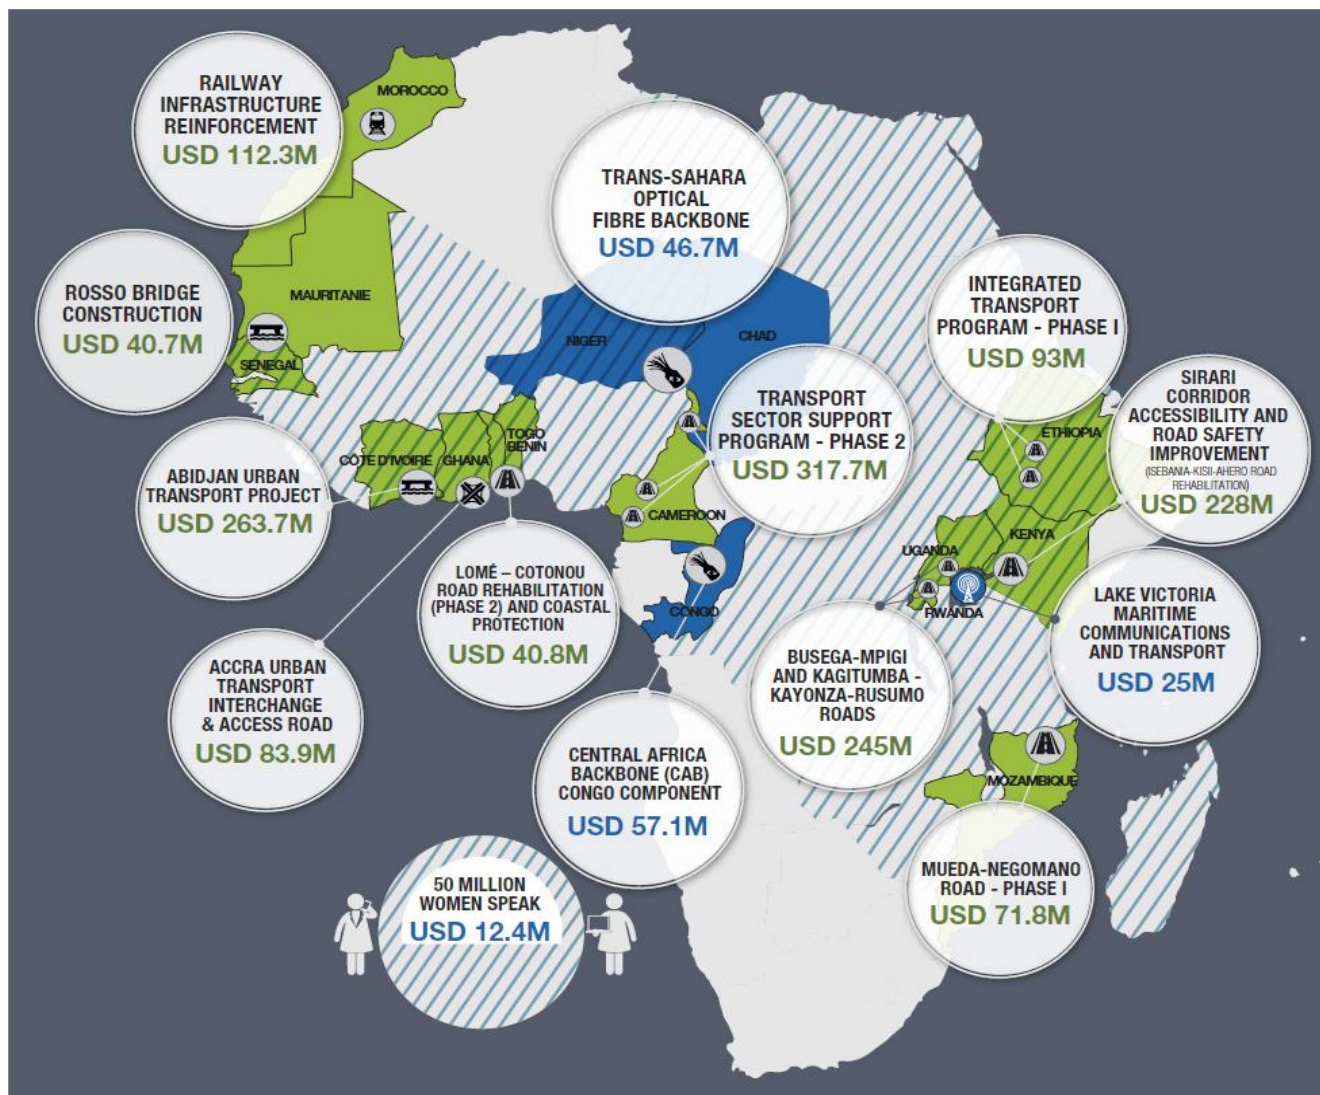 RAILWAY
INFRASTRUCTURE
REINFORCEMENT
USD 112.3M
MOROCCO
TRANS-SAHARA
OPTICAL
FIBRE BACKBONE
USD 46.7M
ROSSO BRIDGE
CONSTRUCTION
USD 40.7M
MAURITANIE
SENEGAL
NIGER
CHAD
INTEGRATED
TRANSPORT
PROGRAM - PHASE I
USD 93M
SIRARI
CORRIDOR
ACCESSIBILITY AND
ROAD SAFETY
IMPROVEMENT
(ISEBANIA-KISII-AHERO ROAD
REHABILITATION)
USD 228M
TRANSPORT
SECTOR SUPPORT
PROGRAM - PHASE 2
USD 317.7M
ETHIOPIA
ABIDJAN URBAN
TRANSPORT PROJECT
USD 263.7M
CÔTE D'IVOIRE
GHANA
TOGO
BENIN
CAMEROON
CONGO
UGANDA
KENYA
RWANDA
LOMÉ – COTONOU
ROAD REHABILITATION
(PHASE 2) AND COASTAL
PROTECTION
USD 40.8M
LAKE VICTORIA
MARITIME
COMMUNICATIONS
AND TRANSPORT
USD 25M
ACCRA URBAN
TRANSPORT
INTERCHANGE
& ACCESS ROAD
USD 83.9M
BUSEGA-MPIGI
AND KAGITUMBA -
KAYONZA-RUSUMO
ROADS
USD 245M
CENTRAL AFRICA
BACKBONE (CAB)
CONGO COMPONENT
USD 57.1M
MOZAMBIQUE
MUEDA-NEGOMANO
ROAD - PHASE I
USD 71.8M
50 MILLION
WOMEN SPEAK
USD 12.4M